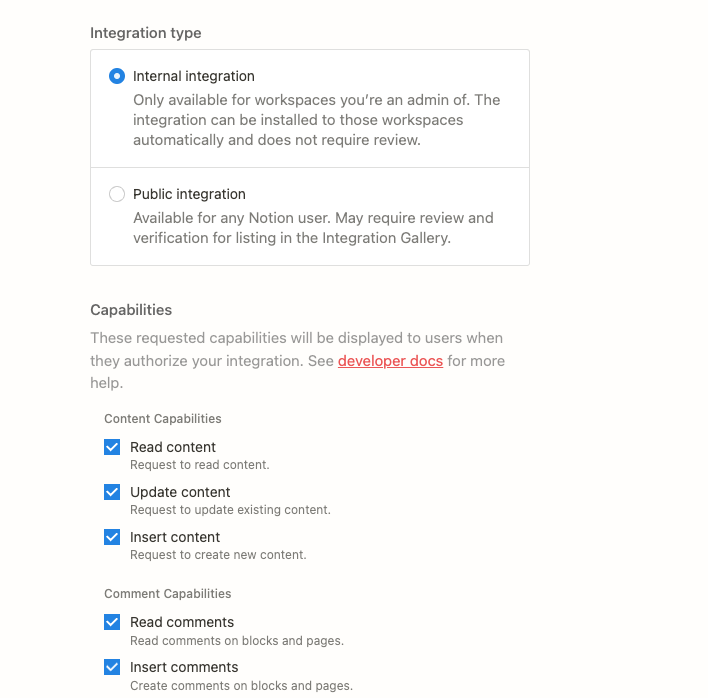 Integration type
Internal integration
Only available for workspaces you’re an admin of. The
integration can be installed to those workspaces
automatically and does not require review.
Public integration
Available for any Notion user. May require review and
verification for listing in the Integration Gallery.
Capabilities
These requested capabilities will be displayed to users when
they authorize your integration. See developer docs for more
help.
Content Capabilities
Read content
Request to read content.
Update content
Request to update existing content.
Insert content
Request to create new content.
Comment Capabilities
Read comments
Read comments on blocks and pages.
Insert comments
Create comments on blocks and pages.